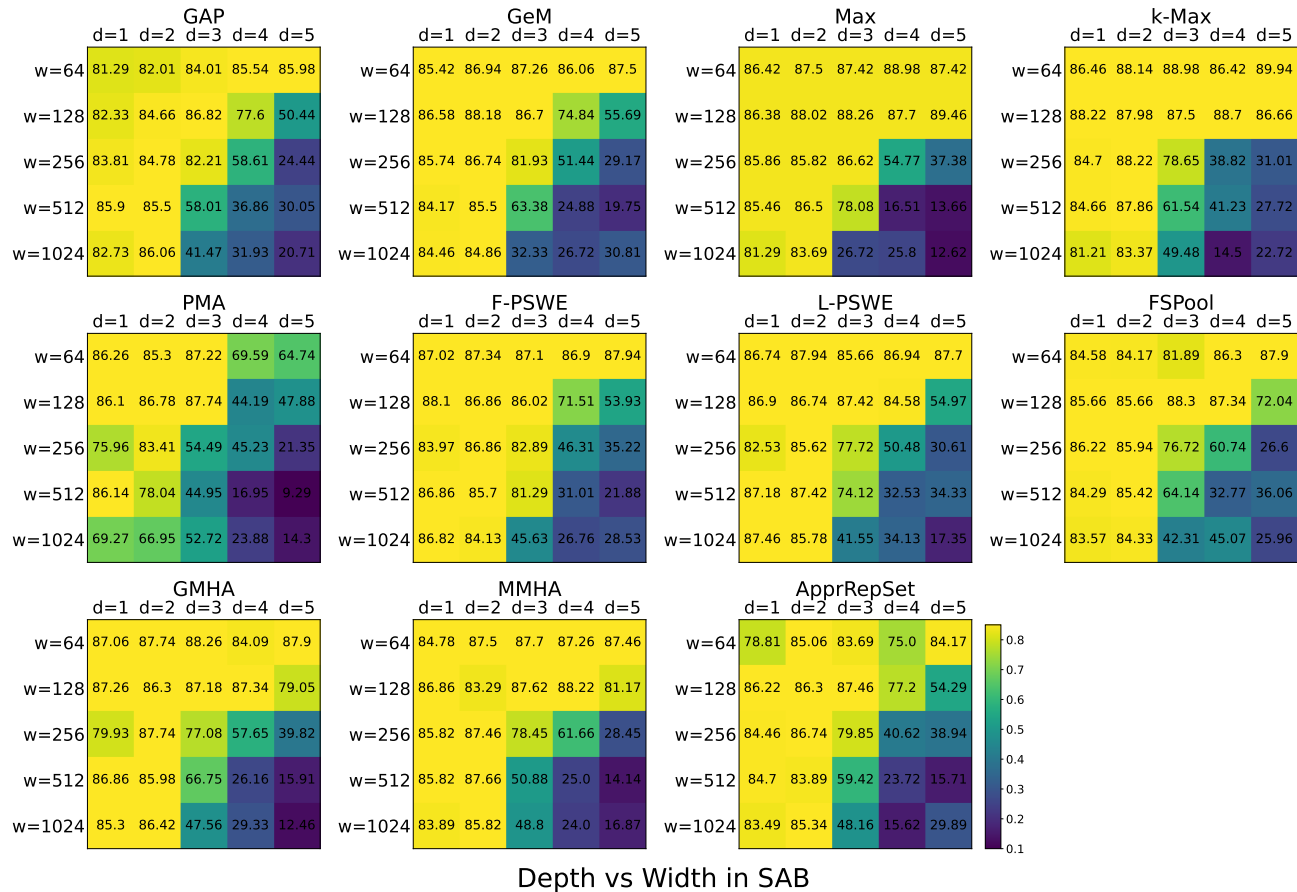 GAP GeM Max k-Max
d=1 d=2 d=3 d=4 d=5 d=1 d=2 d=3 d=4 d=5 d=1 d=2 d=3 d=4 d=5 d=1 d=2 d=3 d=4 d=5
w=64 81.29 82.01 84.01 85.54 85.98 w=64 85.42 86.94 87.26 86.06 87.5 w=64 86.42 87.5 87.42 88.98 87.42 w=64 86.46 88.14 88.98 86.42 89.94
w=128 82.33 84.66 86.82 77.6 50.44 w=128 86.58 88.18 86.7 74.84 55.69 w=128 86.38 88.02 88.26 87.7 89.46 w=128 88.22 87.98 87.5 88.7 86.66
w=256 83.81 84.78 82.21 58.61 24.44 w=256 85.74 86.74 81.93 51.44 29.17 w=256 85.86 85.82 86.62 54.77 37.38 w=256 84.7 88.22 78.65 38.82 31.01
w=512 85.9 85.5 58.01 36.86 30.05 w=512 84.17 85.5 63.38 24.88 19.75 w=512 85.46 86.5 78.08 16.51 13.66 w=512 84.66 87.86 61.54 41.23 27.72
w=1024 82.73 86.06 41.47 31.93 20.71 w=1024 84.46 84.86 32.33 26.72 30.81 w=1024 81.29 83.69 26.72 25.8 12.62 w=1024 81.21 83.37 49.48 14.5 22.72
PMA F-PSWE L-PSWE FSPool
d=1 d=2 d=3 d=4 d=5 d=1 d=2 d=3 d=4 d=5 d=1 d=2 d=3 d=4 d=5 d=1 d=2 d=3 d=4 d=5
w=64 86.26 85.3 87.22 69.59 64.74 w=64 87.02 87.34 87.1 86.9 87.94 w=64 86.74 87.94 85.66 86.94 87.7 w=64 84.58 84.17 81.89 86.3 87.9
w=128 86.1 86.78 87.74 44.19 47.88 w=128 88.1 86.86 86.02 71.51 53.93 w=128 86.9 86.74 87.42 84.58 54.97 w=128 85.66 85.66 88.3 87.34 72.04
w=256 75.96 83.41 54.49 45.23 21.35 w=256 83.97 86.86 82.89 46.31 35.22 w=256 82.53 85.62 77.72 50.48 30.61 w=256 86.22 85.94 76.72 60.74 26.6
w=512 86.14 78.04 44.95 16.95 9.29 w=512 86.86 85.7 81.29 31.01 21.88 w=512 87.18 87.42 74.12 32.53 34.33 w=512 84.29 85.42 64.14 32.77 36.06
w=1024 69.27 66.95 52.72 23.88 14.3 w=1024 86.82 84.13 45.63 26.76 28.53 w=1024 87.46 85.78 41.55 34.13 17.35 w=1024 83.57 84.33 42.31 45.07 25.96
GMHA MMHA ApprRepSet
d=1 d=2 d=3 d=4 d=5 d=1 d=2 d=3 d=4 d=5 d=1 d=2 d=3 d=4 d=5
w=64 87.06 87.74 88.26 84.09 87.9 w=64 84.78 87.5 87.7 87.26 87.46 w=64 78.81 85.06 83.69 75.0 84.17
w=128 87.26 86.3 87.18 87.34 79.05 w=128 86.86 83.29 87.62 88.22 81.17 w=128 86.22 86.3 87.46 77.2 54.29
w=256 79.93 87.74 77.08 57.65 39.82 w=256 85.82 87.46 78.45 61.66 28.45 w=256 84.46 86.74 79.85 40.62 38.94
w=512 86.86 85.98 66.75 26.16 15.91 w=512 85.82 87.66 50.88 25.0 14.14 w=512 84.7 83.89 59.42 23.72 15.71
w=1024 85.3 86.42 47.56 29.33 12.46 w=1024 83.89 85.82 48.8 24.0 16.87 w=1024 83.49 85.34 48.16 15.62 29.89
0.8
0.7
0.6
0.5
0.4
0.3
0.2
0.1
Depth vs Width in SAB